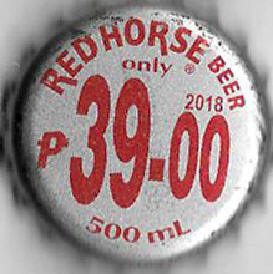 RED HORSE BEER
only ®
2018
₱39.00
500 mL